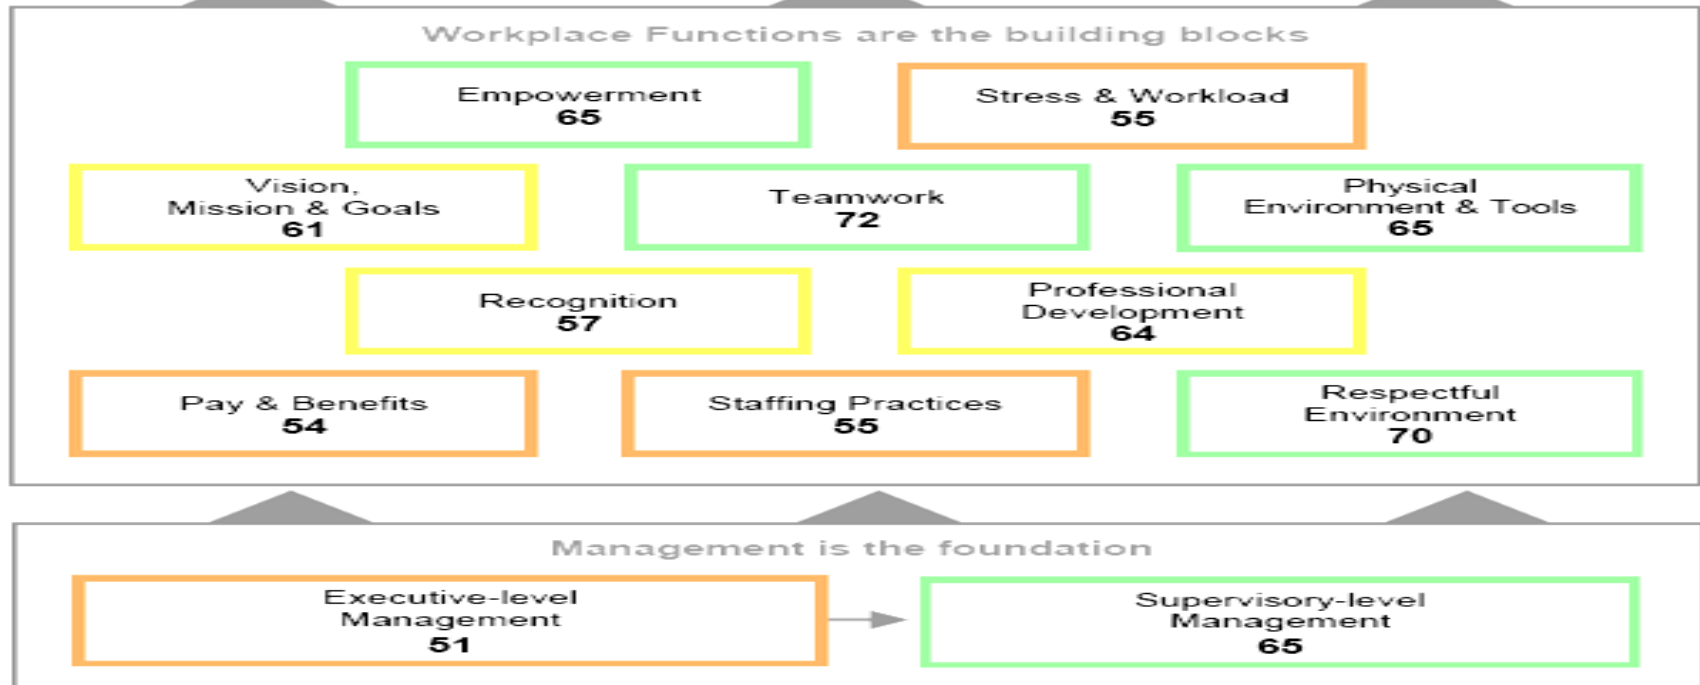 Workplace Functions are the building blocks
Empowerment
65
Stress & Workload
55
Vision,
Mission & Goals
61
Teamwork
72
Physical
Environment & Tools
65
Recognition
57
Professional
Development
64
Pay & Benefits
54
Staffing Practices
55
Respectful
Environment
70
Management is the foundation
Executive-level
Management
51
Supervisory-level
Management
65